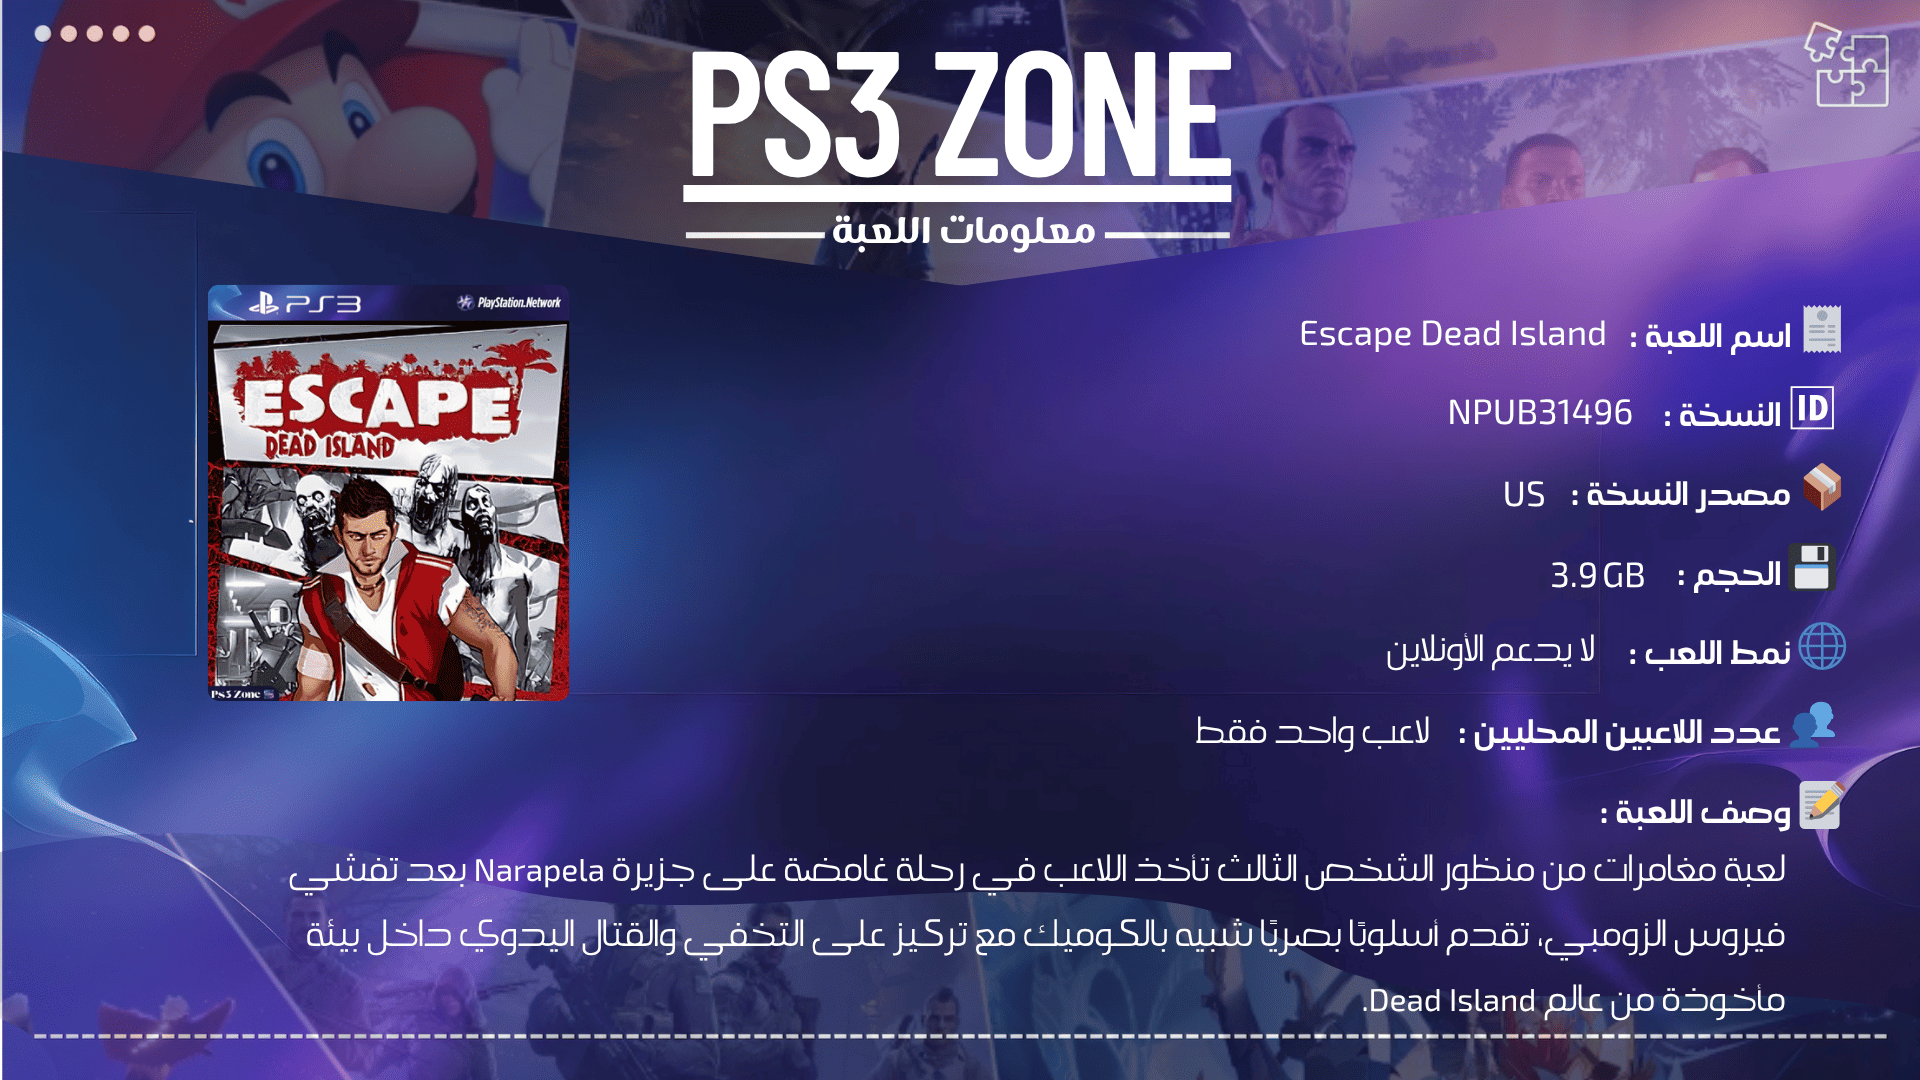 PS3 ZONE
معلومات اللعبة
PS3 PlayStation.Network
ESCAPE
DEAD ISLAND
Ps3 Zone
اسم اللعبة : Escape Dead Island
ID النسخة : NPUB31496
مصدر النسخة : US
الحجم : 3.9 GB
نمط اللعب : لا يدعم الأونلاين
عدد اللاعبين المحليين : لاعب واحد فقط
وصف اللعبة :
لعبة مغامرات من منظور الشخص الثالث تأخذ اللاعب في رحلة غامضة على جزيرة Narapela بعد تفشي
فيروس الزومبي، تقدم أسلوبًا بصريًا شبيه بالكوميك مع تركيز على التخفي والقتال اليدوي داخل بيئة
مأخوذة من عالم Dead Island.